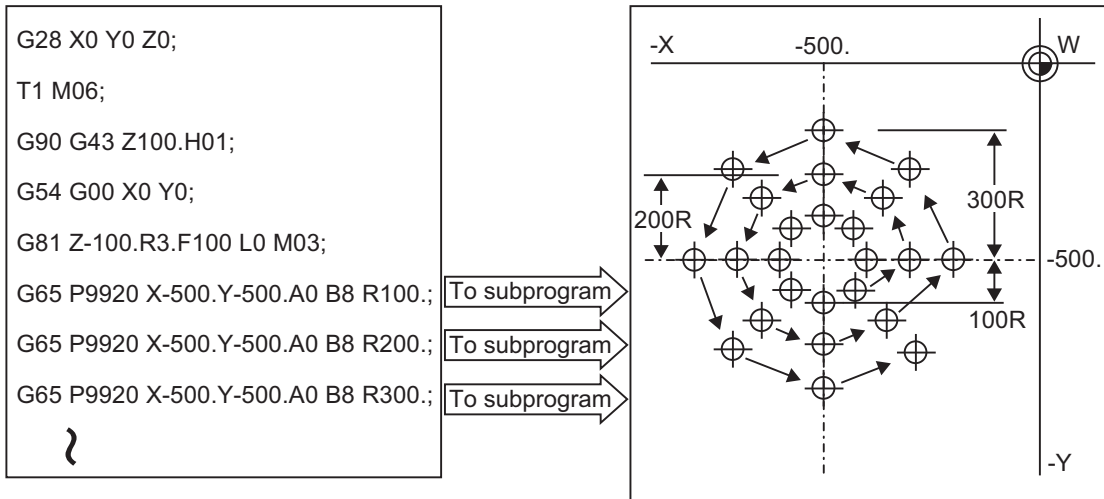 G28 X0 Y0 Z0;
T1 M06;
G90 G43 Z100.H01;
G54 G00 X0 Y0;
G81 Z-100.R3.F100 L0 M03;
G65 P9920 X-500.Y-500.A0 B8 R100.;
To subprogram
G65 P9920 X-500.Y-500.A0 B8 R200.;
To subprogram
G65 P9920 X-500.Y-500.A0 B8 R300.;
To subprogram
-X
-500.
W
200R
300R
-500.
100R
-Y